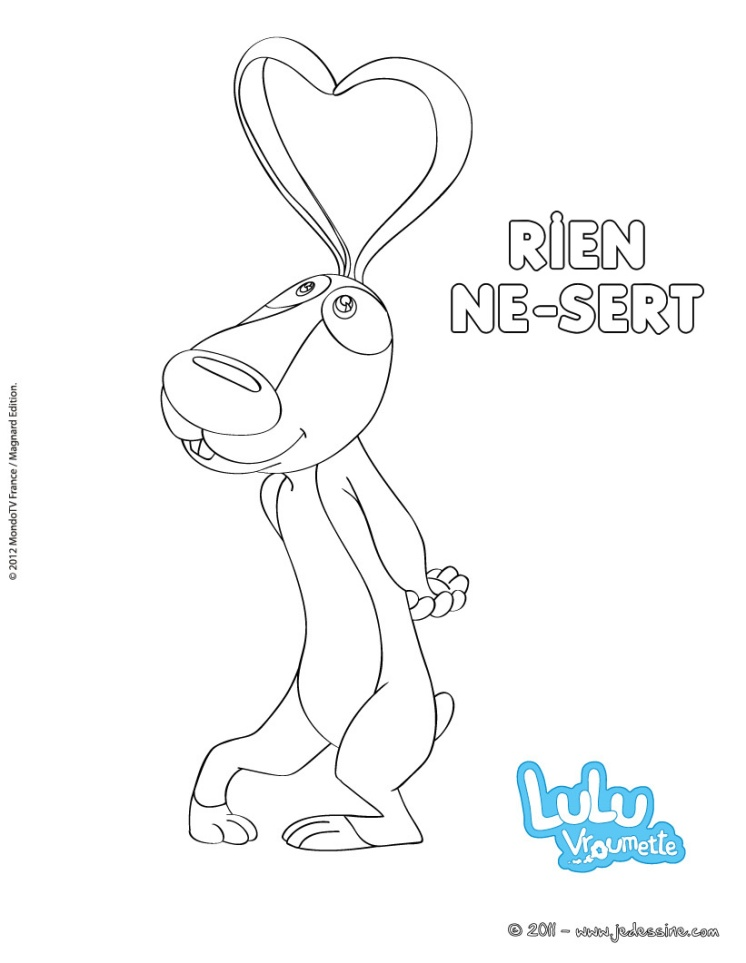 RiEN
NE-SERT
© 2012 MondoTV France / Magnard Edition.
LuLu
Vroumette
© 2011 – www.jedessine.com